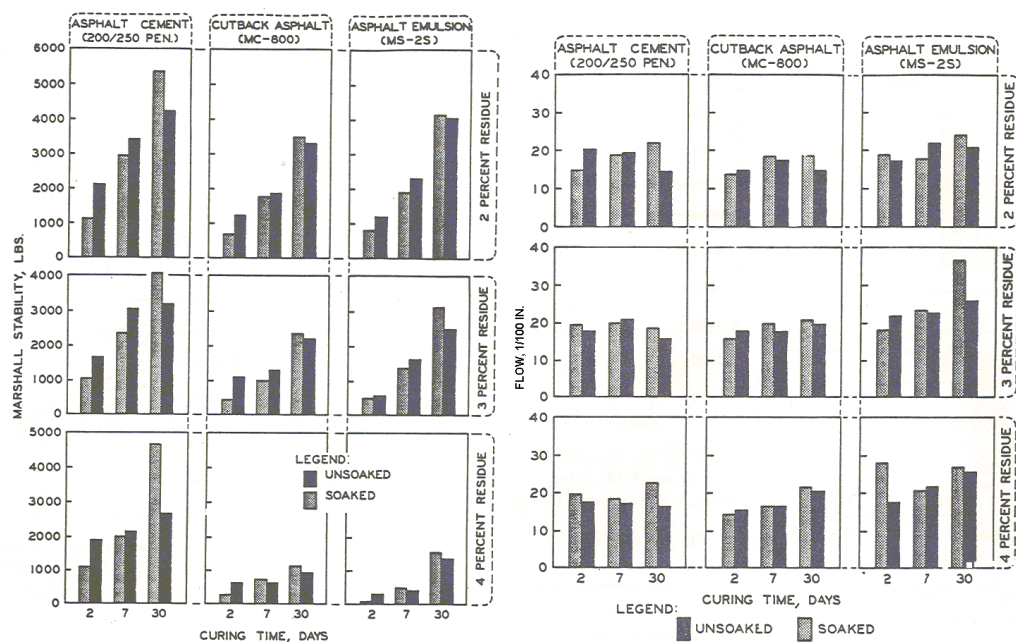 ASPHALT CEMENT
(200/250 PEN.)
CUTBACK ASPHALT
(MC-800)
ASPHALT EMULSION
(MS-2S)
6000
5000
4000
3000
2000
1000
0
2 PERCENT RESIDUE
MARSHALL STABILITY, LBS.
4000
3000
2000
1000
0
3 PERCENT RESIDUE
5000
4000
3000
2000
1000
0
LEGEND:
UNSOAKED
SOAKED
4 PERCENT RESIDUE
2 7 30
2 7 30
2 7 30
CURING TIME, DAYS
ASPHALT CEMENT
(200/250 PEN)
CUTBACK ASPHALT
(MC-800)
ASPHALT EMULSION
(MS-2S)
40
30
20
10
0
2 PERCENT RESIDUE
FLOW, 1/100 IN.
40
30
20
10
0
3 PERCENT RESIDUE
40
30
20
10
0
4 PERCENT RESIDUE
2 7 30
2 7 30
2 7 30
CURING TIME, DAYS
LEGEND:
UNSOAKED SOAKED